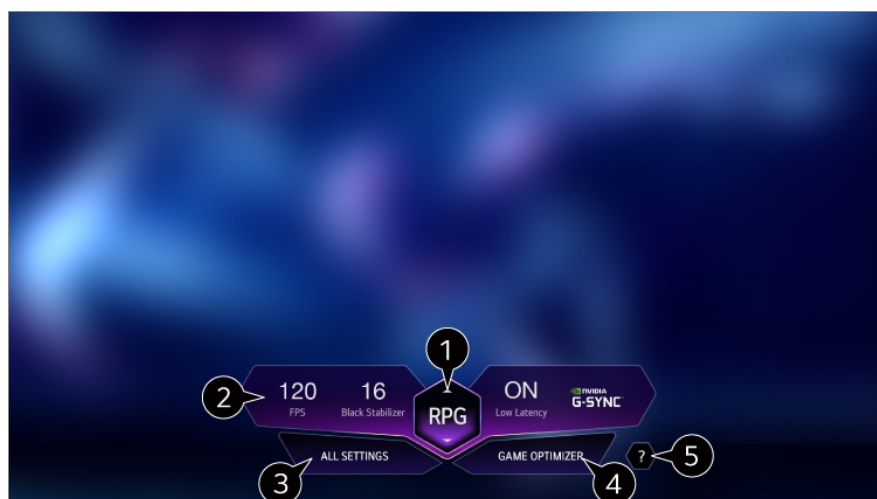 1
2
120 16 RPG ON NVIDIA
FPS Black Stabilizer Low Latency G-SYNC
ALL SETTINGS GAME OPTIMIZER ? 5
3 4